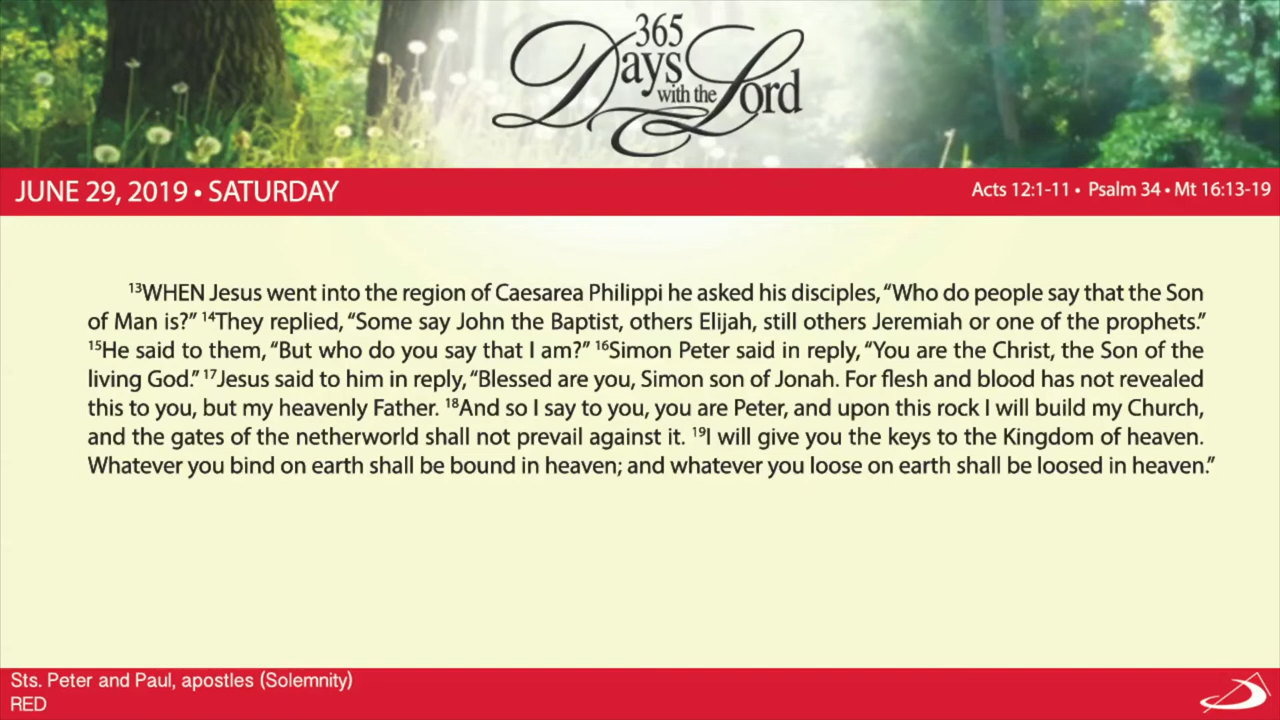 365
Days
with the Lord
JUNE 29, 2019 • SATURDAY
Acts 12:1-11 • Psalm 34 • Mt 16:13-19
¹³WHEN Jesus went into the region of Caesarea Philippi he asked his disciples, “Who do people say that the Son
of Man is?” ¹⁴They replied, “Some say John the Baptist, others Elijah, still others Jeremiah or one of the prophets.”
¹⁵He said to them, “But who do you say that I am?” ¹⁶Simon Peter said in reply, “You are the Christ, the Son of the
living God.” ¹⁷Jesus said to him in reply, “Blessed are you, Simon son of Jonah. For flesh and blood has not revealed
this to you, but my heavenly Father. ¹⁸And so I say to you, you are Peter, and upon this rock I will build my Church,
and the gates of the netherworld shall not prevail against it. ¹⁹I will give you the keys to the Kingdom of heaven.
Whatever you bind on earth shall be bound in heaven; and whatever you loose on earth shall be loosed in heaven.”
Sts. Peter and Paul, apostles (Solemnity)
RED